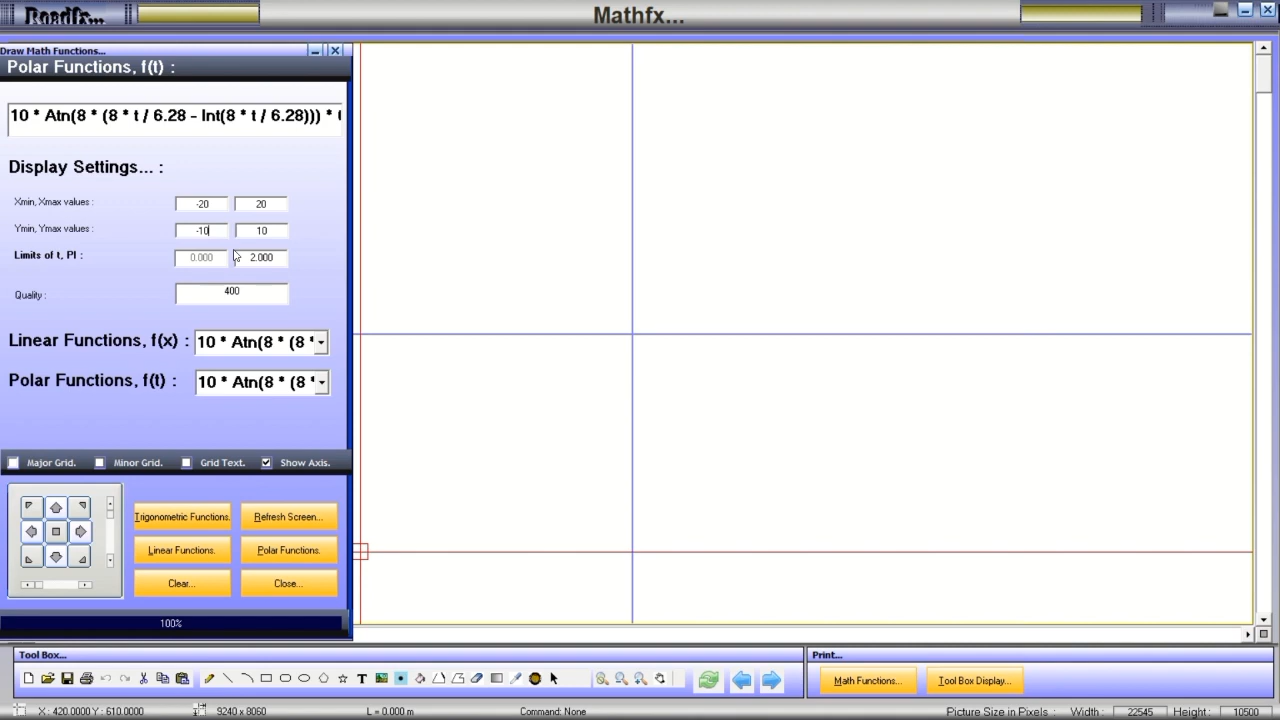 Roadfx...
Mathfx...
Draw Math Functions...
Polar Functions, f(t) :
10 * Atn(8 * (8 * t / 6.28 - Int(8 * t / 6.28))) * t
Display Settings... :
Xmin, Xmax values : -20 20
Ymin, Ymax values : -10 10
Limits of t, PI : 0.000 2.000
Quality : 400
Linear Functions, f(x) : 10 * Atn(8 * (8 *
Polar Functions, f(t) : 10 * Atn(8 * (8 *
Major Grid. Minor Grid. Grid Text. Show Axis.
Trigonometric Functions. Refresh Screen...
Linear Functions. Polar Functions.
Clear... Close...
100%
Tool Box... Print...
T Math Functions... Tool Box Display...
X : 420.0000 Y : 610.0000 9240 x 8060 L = 0.000 m Command: None Picture Size in Pixels : Width : 22545 Height : 10500